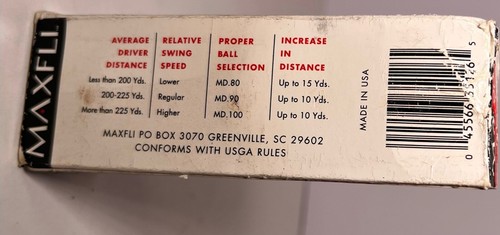 MAXFLI
AVERAGE DRIVER DISTANCE | RELATIVE SWING SPEED | PROPER BALL SELECTION | INCREASE IN DISTANCE
Less than 200 Yds. | Lower | MD.80 | Up to 15 Yds.
200-225 Yds. | Regular | MD.90 | Up to 10 Yds.
More than 225 Yds. | Higher | MD.100 | Up to 10 Yds.
MAXFLI PO BOX 3070 GREENVILLE, SC 29602
CONFORMS WITH USGA RULES
MADE IN USA